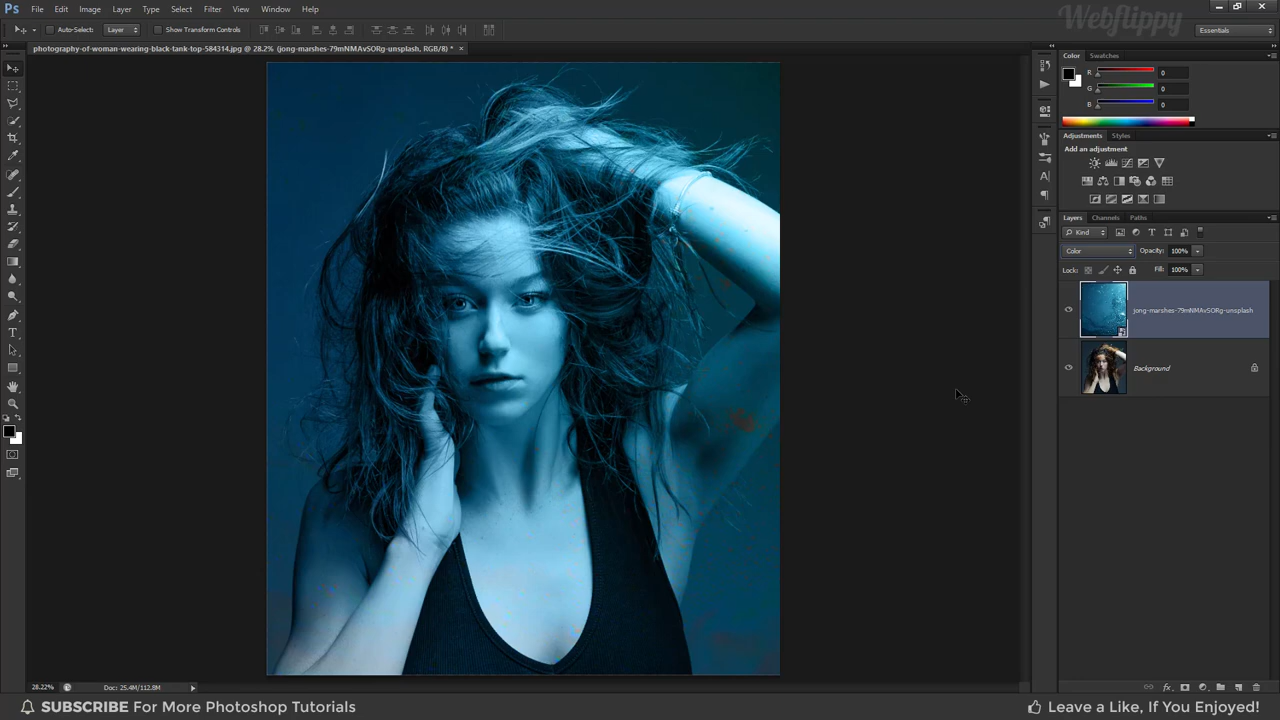 Ps File Edit Image Layer Type Select Filter View Window Help
Webflippy
Auto-Select: Layer Show Transform Controls
Essentials
photography-of-woman-wearing-black-tank-top-584314.jpg @ 28.2% (jong-marshes-79mNMAvSORg-unsplash, RGB/8) *
Color Swatches
R 0
G 0
B 0
Adjustments Styles
Add an adjustment
Layers Channels Paths
Kind
Color Opacity: 100%
Lock: Fill: 100%
jong-marshes-79mNMAvSORg-unsplash
Background
28.22% Doc: 25.4M/112.8M
SUBSCRIBE For More Photoshop Tutorials
Leave a Like, If You Enjoyed!